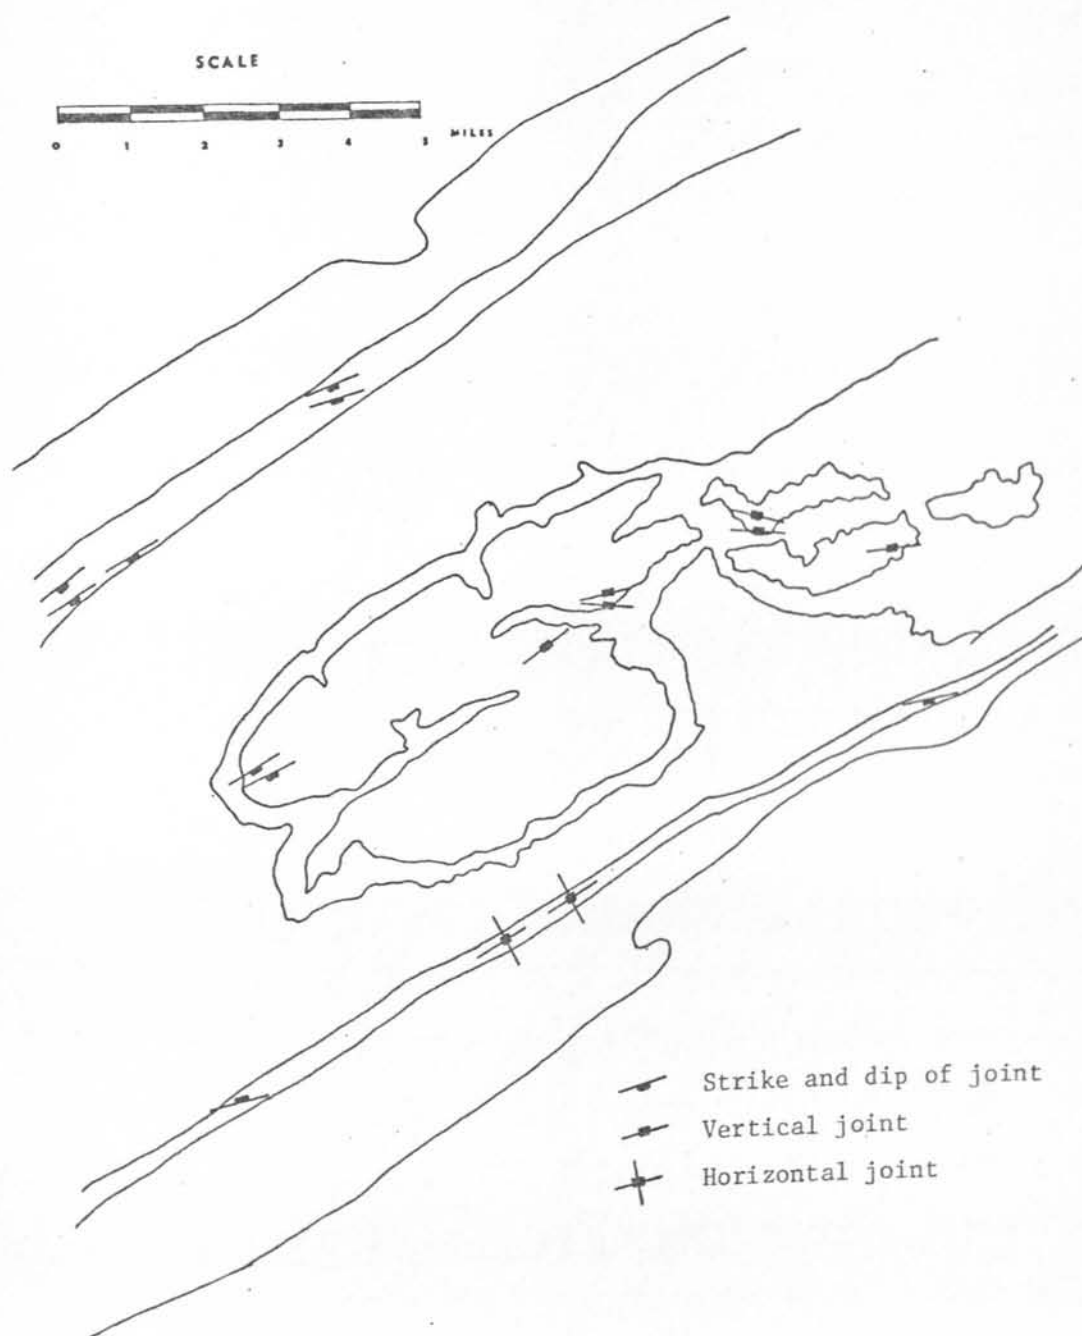 SCALE
0 1 2 3 4 5 MILES
Strike and dip of joint
Vertical joint
Horizontal joint